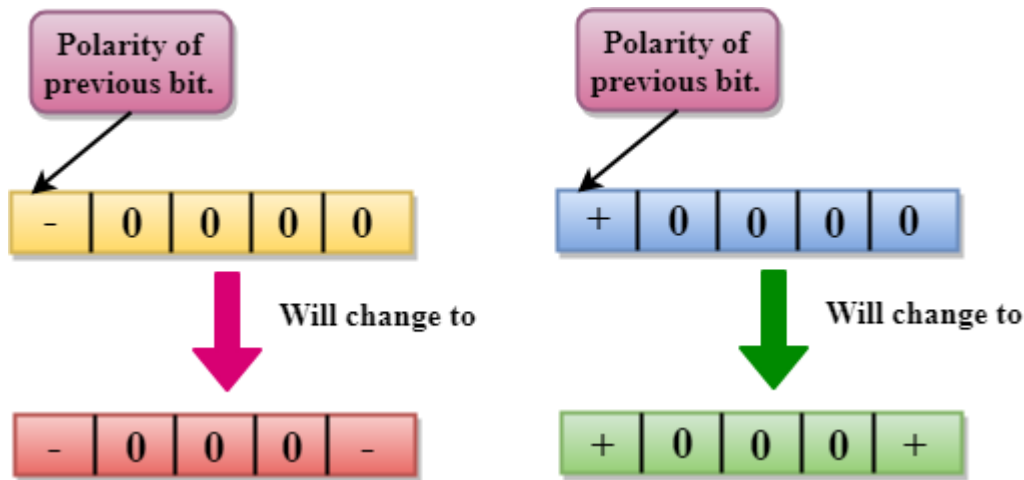 Polarity of
previous bit.
Polarity of
previous bit.
- 0 0 0 0
+ 0 0 0 0
Will change to
Will change to
- 0 0 0 -
+ 0 0 0 +